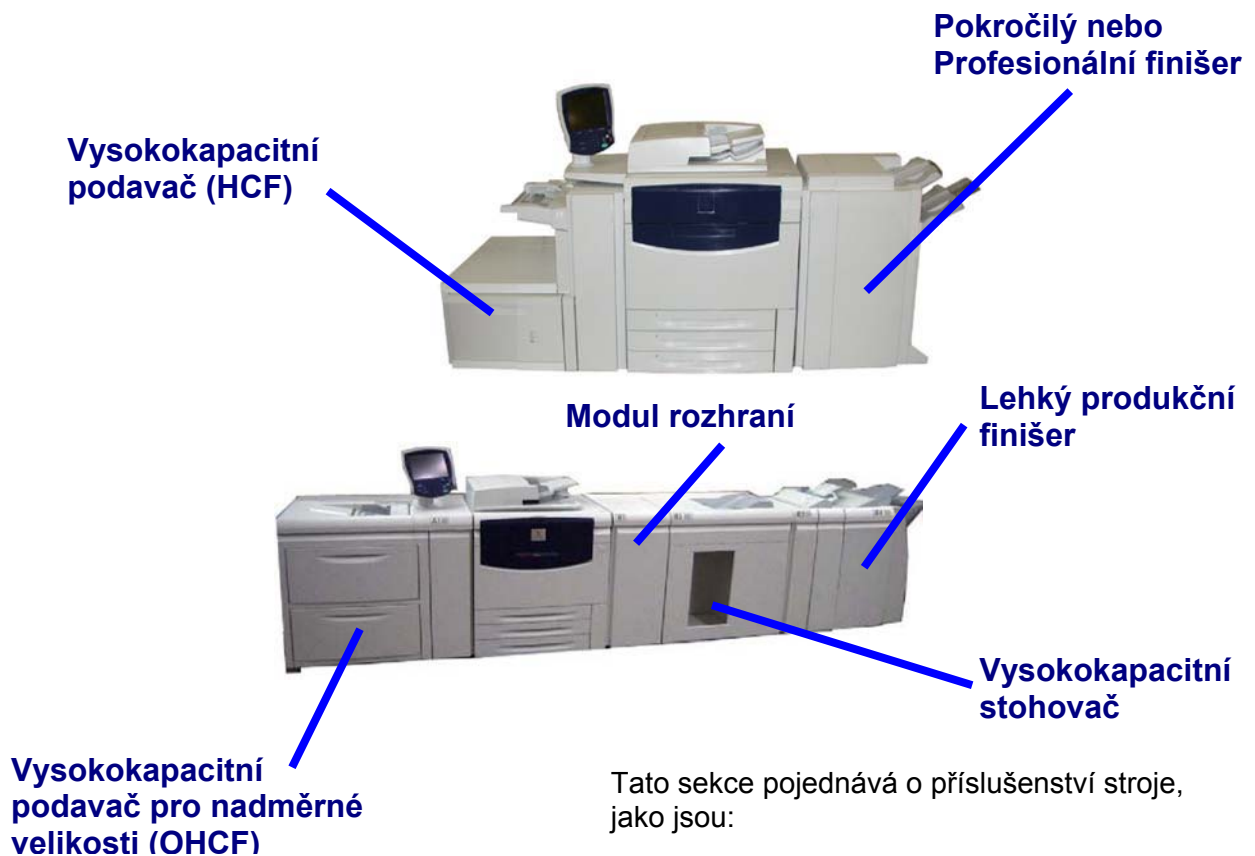 Pokročilý nebo
Profesionální finišer
Vysokokapacitní
podavač (HCF)
Modul rozhraní
Lehký produkční
finišer
Vysokokapacitní
stohovač
Vysokokapacitní
podavač pro nadměrné
velikosti (OHCF)
Tato sekce pojednává o příslušenství stroje,
jako jsou: